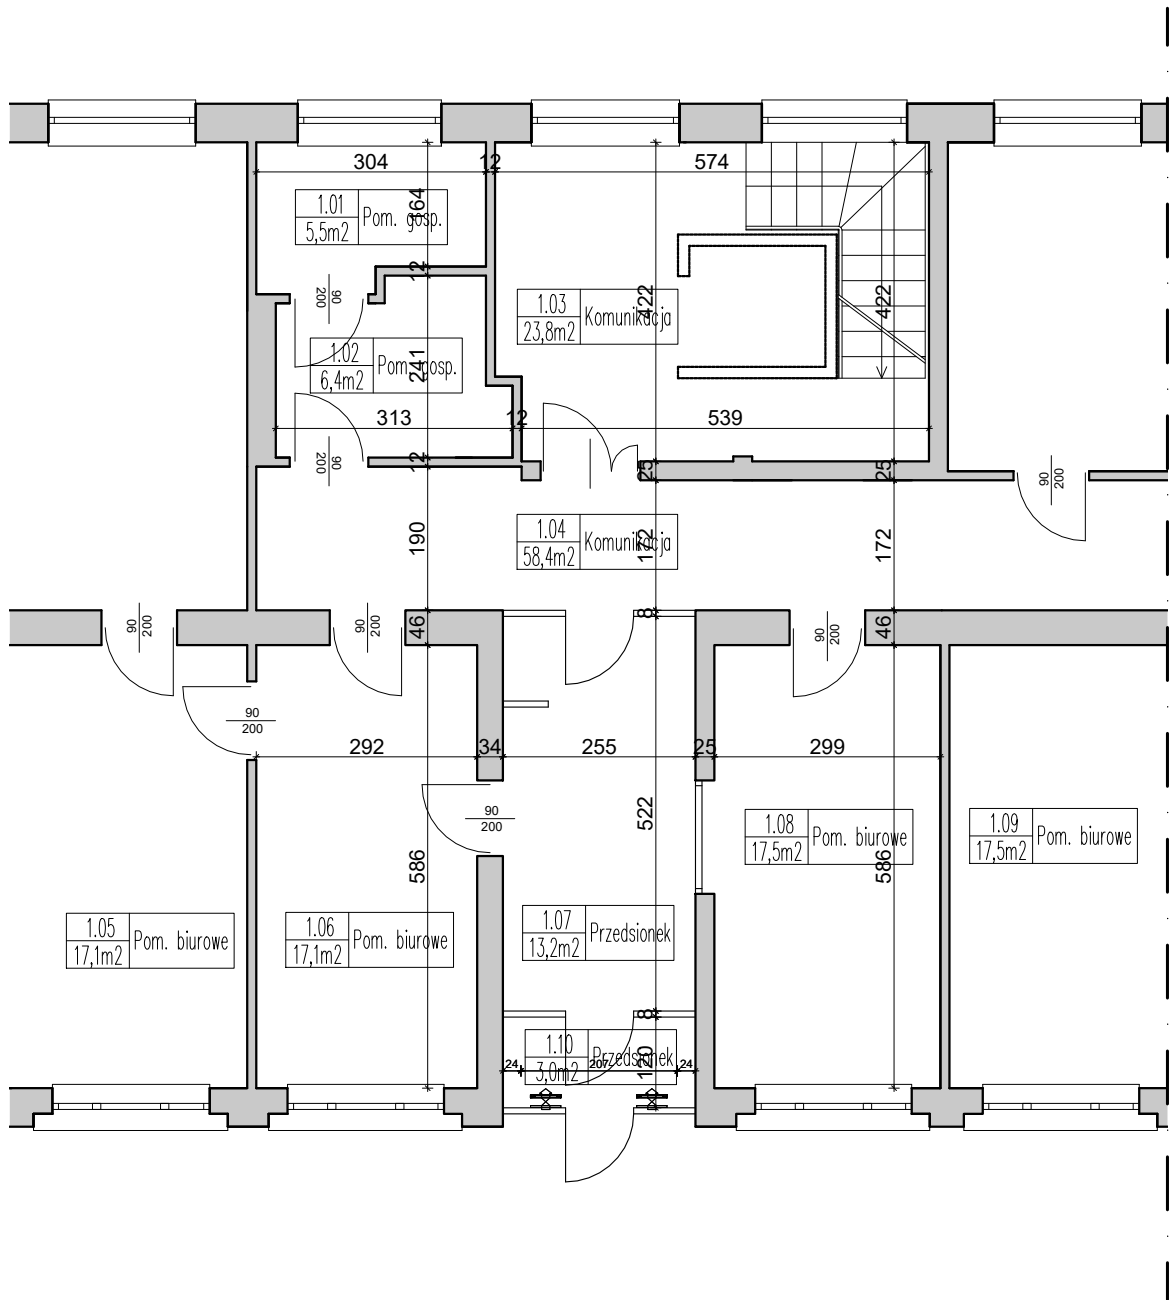 304
12
574
1.01
5,5m2
Pom. gosp.
164
12
90
200
1.02
6,4m2
Pom. gosp.
241
1.03
23,8m2
Komunikacja
422
422
313
12
539
90
200
12
25
25
90
200
1.04
58,4m2
Komunikacja
190
172
172
90
200
90
200
46
8
90
200
46
90
200
292
34
255
25
299
90
200
522
586
586
1.08
17,5m2
Pom. biurowe
1.09
17,5m2
Pom. biurowe
1.05
17,1m2
Pom. biurowe
1.06
17,1m2
Pom. biurowe
1.07
13,2m2
Przedsionek
8
1.10
3,0m2
Przedsionek
24
207
24
120